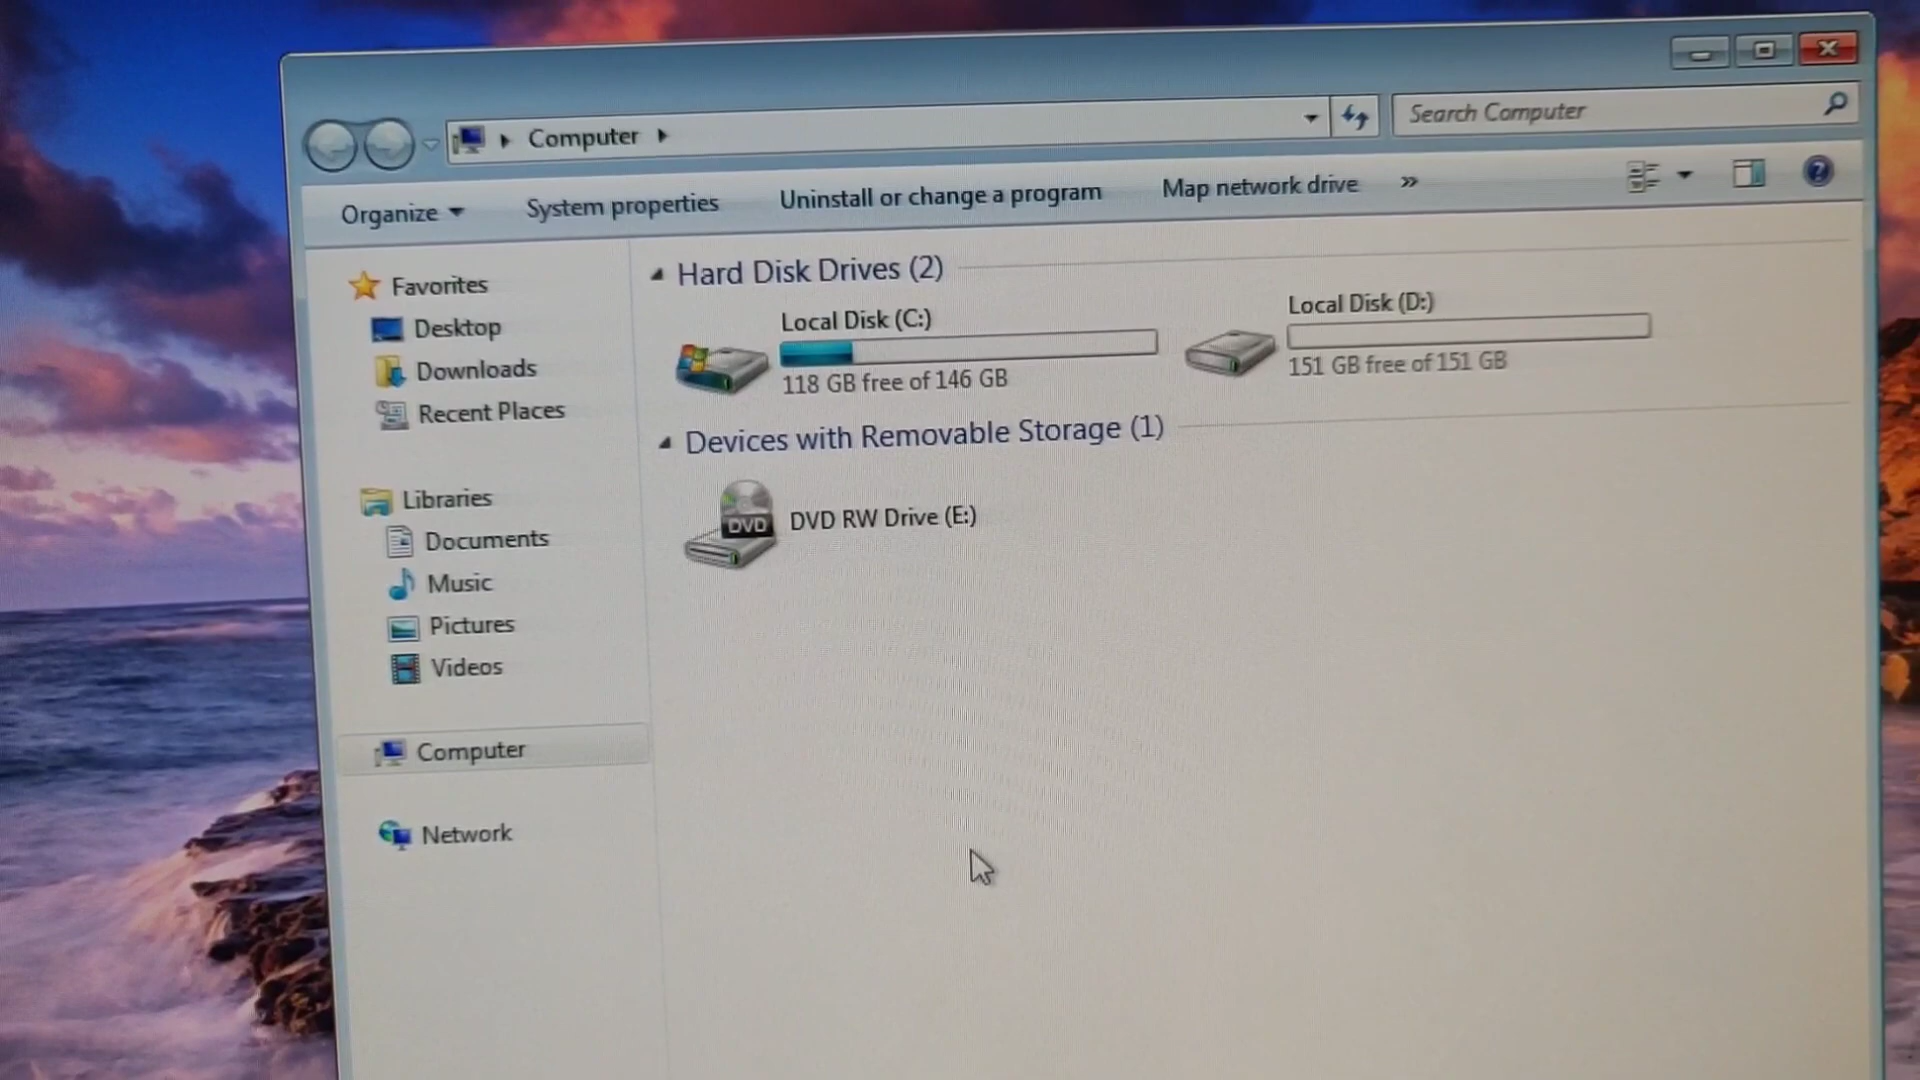 Computer
Search Computer
Organize
System properties
Uninstall or change a program
Map network drive
»
Favorites
Desktop
Downloads
Recent Places
Libraries
Documents
Music
Pictures
Videos
Computer
Network
Hard Disk Drives (2)
Local Disk (C:)
118 GB free of 146 GB
Local Disk (D:)
151 GB free of 151 GB
Devices with Removable Storage (1)
DVD
DVD RW Drive (E:)